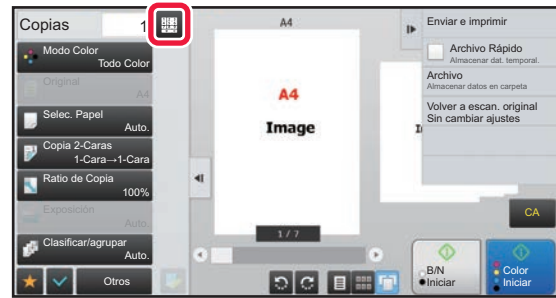 Copias 1
Modo Color
Todo Color
Original
A4
Selec. Papel
Auto.
Copia 2-Caras
1-Cara→1-Cara
Ratio de Copia
100%
Exposición
Auto.
Clasificar/agrupar
Auto.
Otros
A4
A4
Image
1 / 7
Enviar e imprimir
Archivo Rápido
Almacenar dat. temporal.
Archivo
Almacenar datos en carpeta
Volver a escan. original
Sin cambiar ajustes
CA
B/N
Iniciar
Color
Iniciar